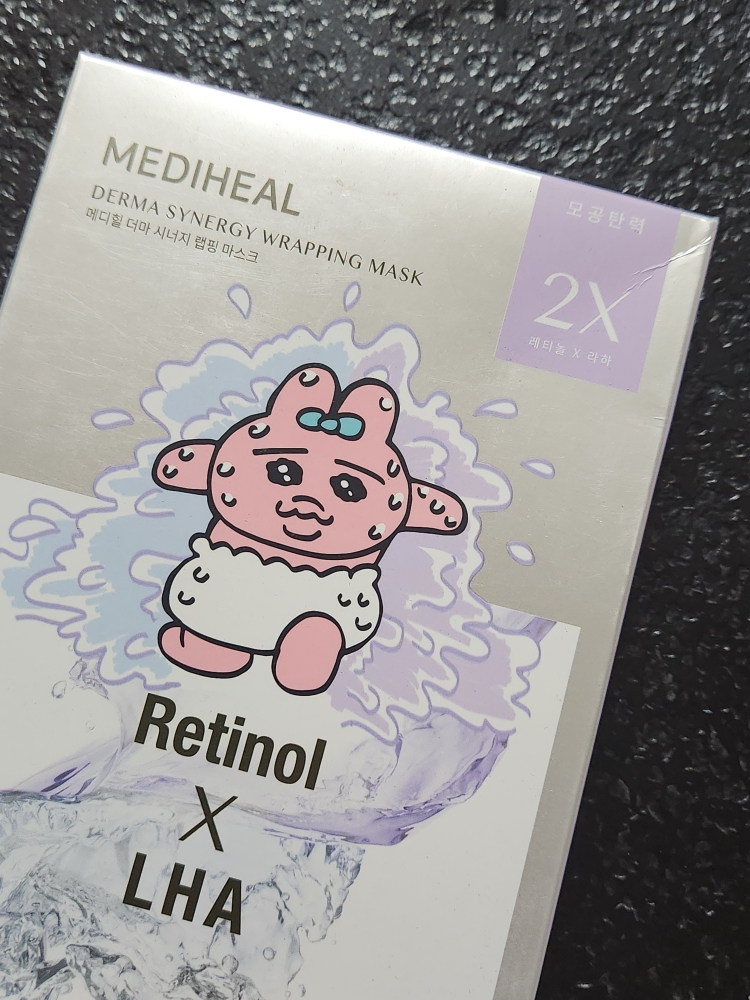 MEDIHEAL
DERMA SYNERGY WRAPPING MASK
메디힐 더마 시너지 랩핑 마스크
모공탄력
2X
레티놀 X 라하
Retinol
X
LHA